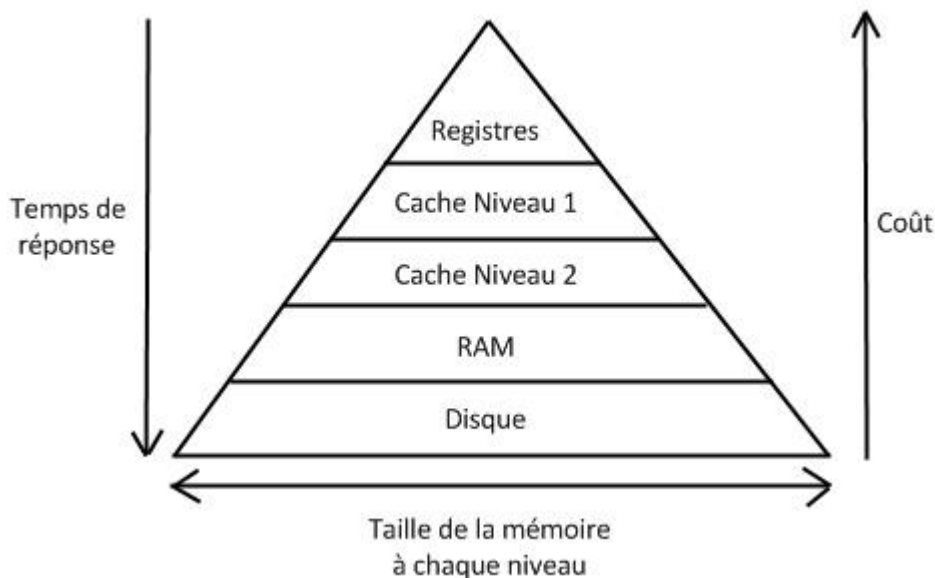 Registres
Cache Niveau 1
Temps de
réponse
Coût
Cache Niveau 2
RAM
Disque
Taille de la mémoire
à chaque niveau